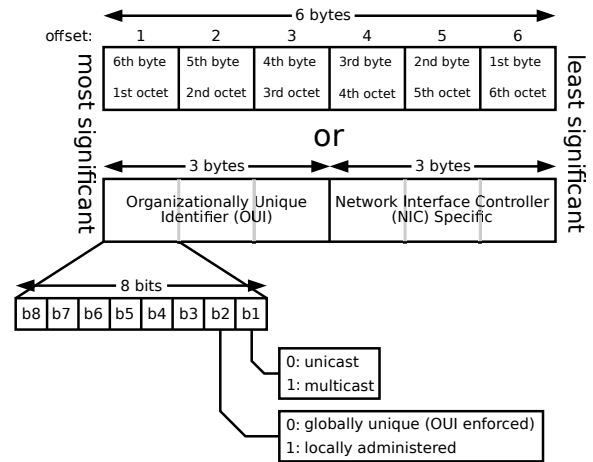 6 bytes
offset: 1 2 3 4 5 6
6th byte 5th byte 4th byte 3rd byte 2nd byte 1st byte
1st octet 2nd octet 3rd octet 4th octet 5th octet 6th octet
most significant
least significant
or
3 bytes 3 bytes
Organizationally Unique
Identifier (OUI)
Network Interface Controller
(NIC) Specific
8 bits
b8 b7 b6 b5 b4 b3 b2 b1
0: unicast
1: multicast
0: globally unique (OUI enforced)
1: locally administered